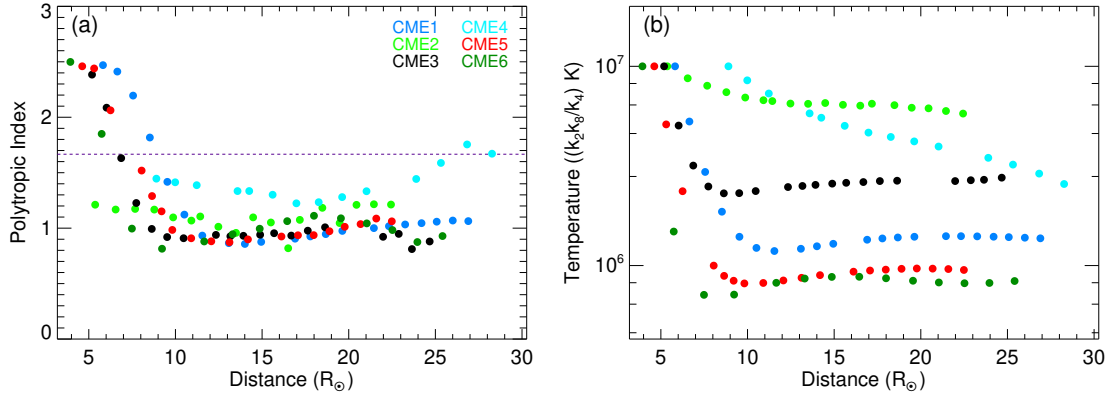 (a)
CME1 CME4
CME2 CME5
CME3 CME6
Polytropic Index
3
2
1
0
5 10 15 20 25 30
Distance (R☉)
(b)
Temperature ((k₂k₈/k₄) K)
10⁷
10⁶
5 10 15 20 25 30
Distance (R☉)